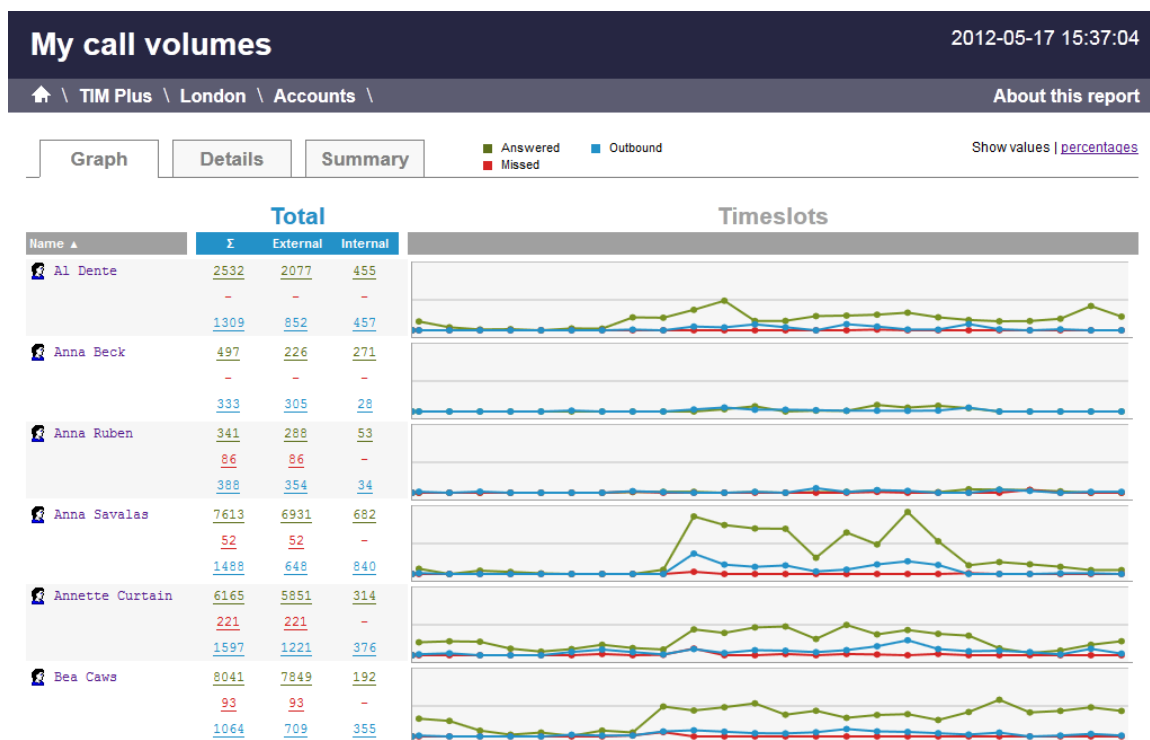 My call volumes 2012-05-17 15:37:04
\ TIM Plus \ London \ Accounts \ About this report
Graph Details Summary Answered Outbound Show values | percentages
Missed
Total Timeslots
Name ▲ Σ External Internal
Al Dente 2532 2077 455
- - -
1309 852 457
Anna Beck 497 226 271
- - -
333 305 28
Anna Ruben 341 288 53
86 86 -
388 354 34
Anna Savalas 7613 6931 682
52 52 -
1488 648 840
Annette Curtain 6165 5851 314
221 221 -
1597 1221 376
Bea Caws 8041 7849 192
93 93 -
1064 709 355